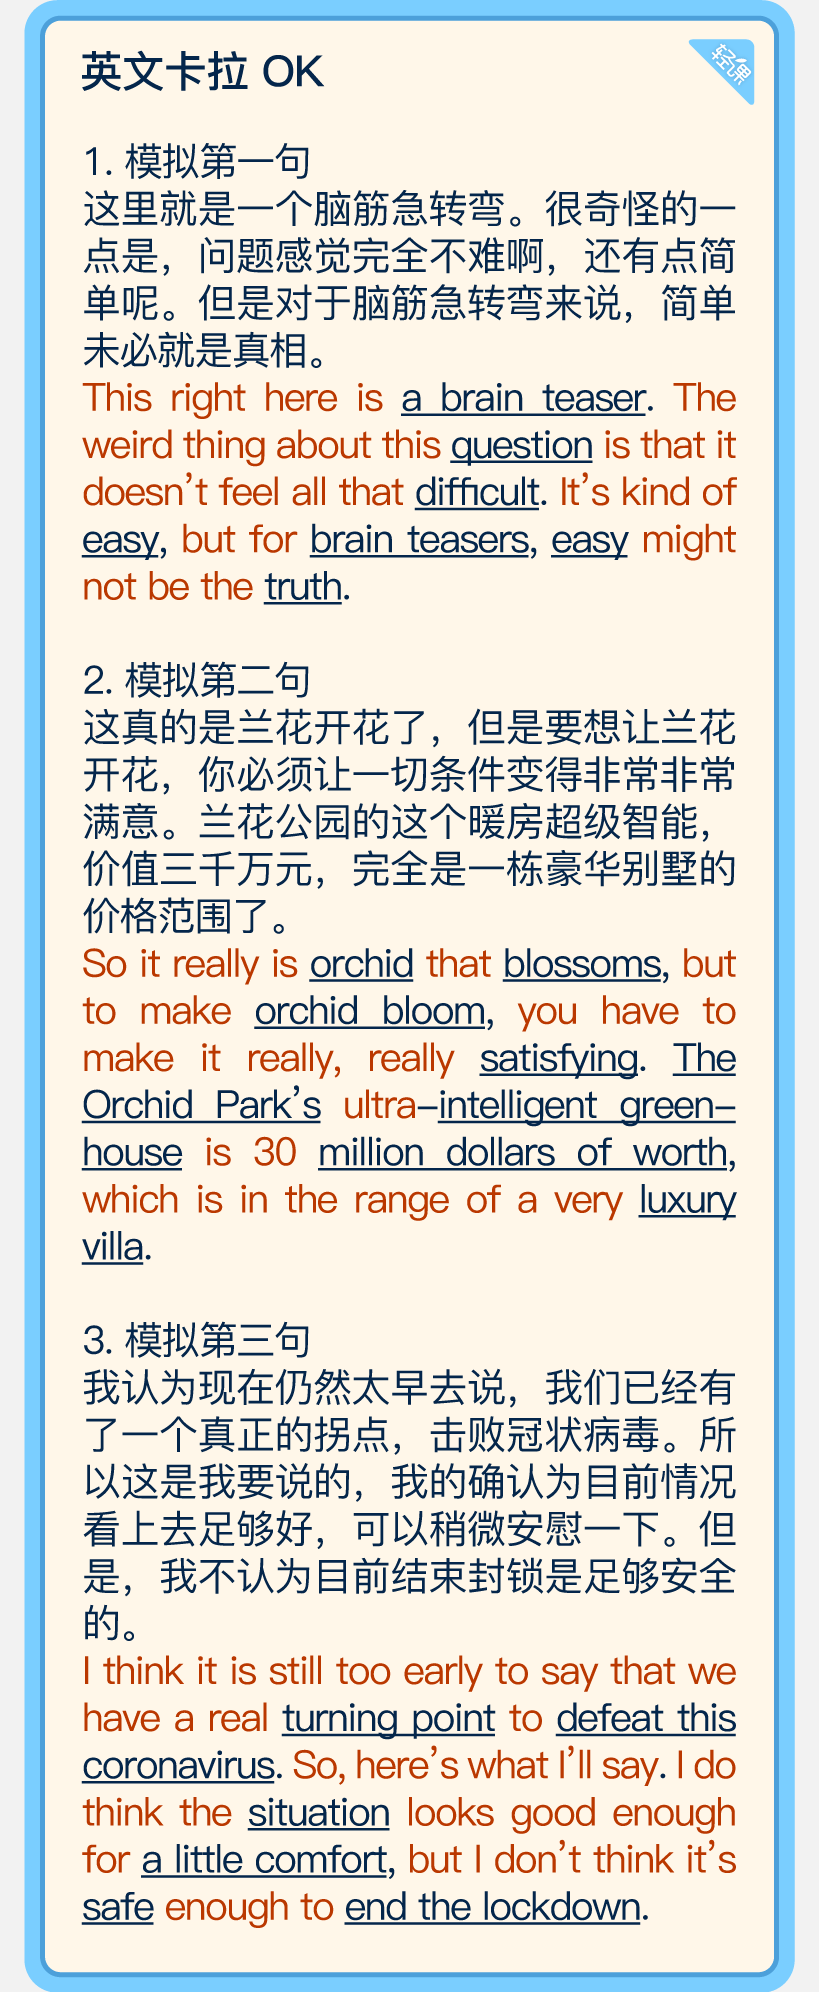 英文卡拉 OK
轻课
1. 模拟第一句
这里就是一个脑筋急转弯。很奇怪的一
点是，问题感觉完全不难啊，还有点简
单呢。但是对于脑筋急转弯来说，简单
未必就是真相。
This right here is a brain teaser. The
weird thing about this question is that it
doesn't feel all that difficult. It's kind of
easy, but for brain teasers, easy might
not be the truth.
2. 模拟第二句
这真的是兰花开花了，但是要想让兰花
开花，你必须让一切条件变得非常非常
满意。兰花公园的这个暖房超级智能，
价值三千万元，完全是一栋豪华别墅的
价格范围了。
So it really is orchid that blossoms, but
to make orchid bloom, you have to
make it really, really satisfying. The
Orchid Park's ultra-intelligent green-
house is 30 million dollars of worth,
which is in the range of a very luxury
villa.
3. 模拟第三句
我认为现在仍然太早去说，我们已经有
了一个真正的拐点，击败冠状病毒。所
以这是我要说的，我的确认为目前情况
看上去足够好，可以稍微安慰一下。但
是，我不认为目前结束封锁是足够安全
的。
I think it is still too early to say that we
have a real turning point to defeat this
coronavirus. So, here's what I'll say. I do
think the situation looks good enough
for a little comfort, but I don't think it's
safe enough to end the lockdown.